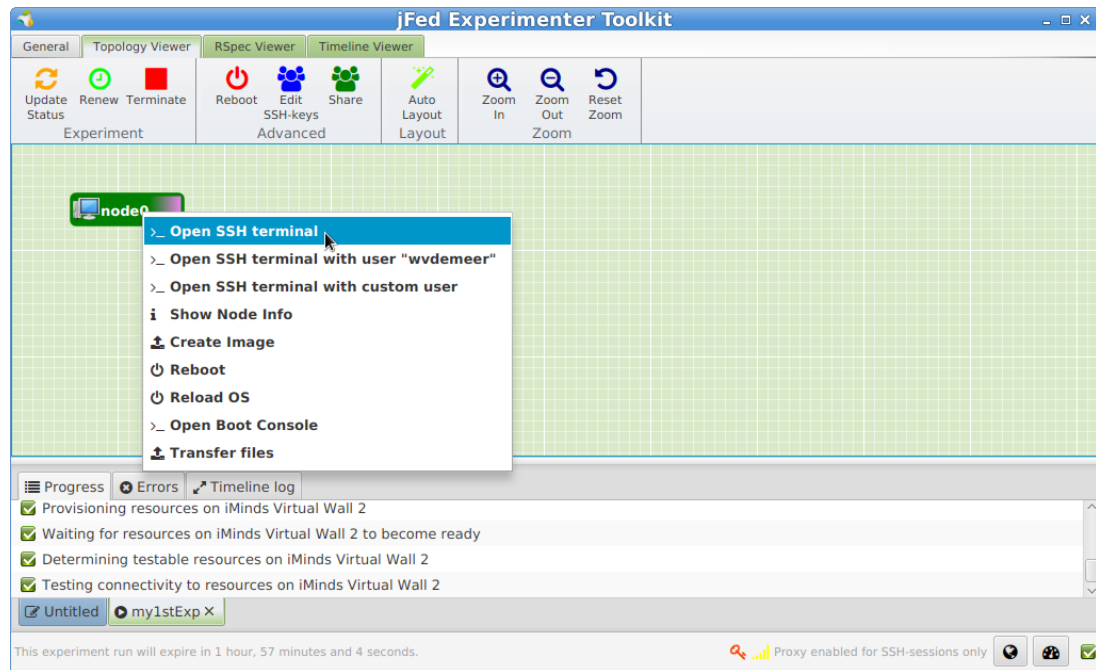 jFed Experimenter Toolkit
General Topology Viewer RSpec Viewer Timeline Viewer
Update Status Renew Terminate Reboot Edit SSH-keys Share Auto Layout Zoom In Zoom Out Reset Zoom
Experiment Advanced Layout Zoom
node0
>_ Open SSH terminal
>_ Open SSH terminal with user "wvdemeer"
>_ Open SSH terminal with custom user
i Show Node Info
Create Image
Reboot
Reload OS
>_ Open Boot Console
Transfer files
Progress Errors Timeline log
Provisioning resources on iMinds Virtual Wall 2
Waiting for resources on iMinds Virtual Wall 2 to become ready
Determining testable resources on iMinds Virtual Wall 2
Testing connectivity to resources on iMinds Virtual Wall 2
Untitled my1stExp
This experiment run will expire in 1 hour, 57 minutes and 4 seconds. Proxy enabled for SSH-sessions only